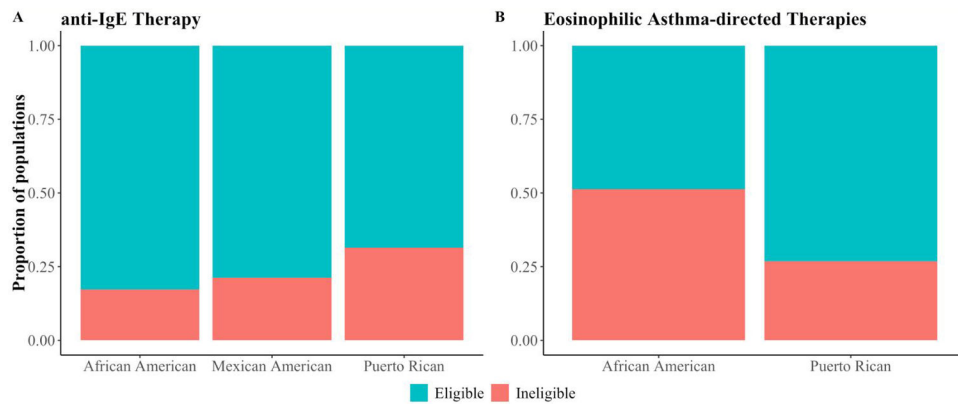 A anti-IgE Therapy
1.00
0.75
0.50
0.25
0.00
Proportion of populations
African American Mexican American Puerto Rican
B Eosinophilic Asthma-directed Therapies
1.00
0.75
0.50
0.25
0.00
African American Puerto Rican
Eligible Ineligible